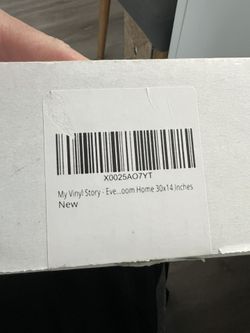 X0025AO7YT
My Vinyl Story - Eve...oom Home 30x14 Inches
New